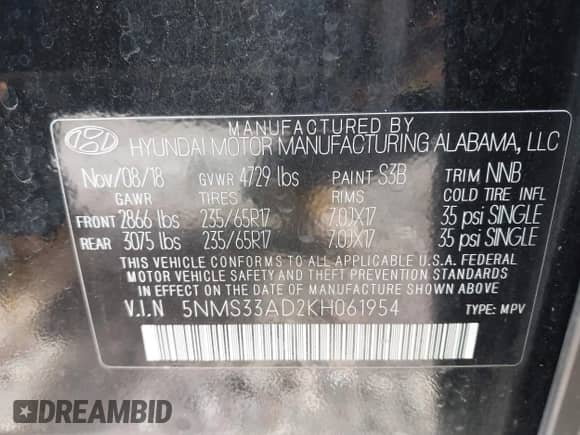 MANUFACTURED BY
HYUNDAI MOTOR MANUFACTURING ALABAMA, LLC
Nov/08/18 GVWR 4729 lbs PAINT S3B TRIM NNB
GAWR TIRES RIMS COLD TIRE INFL
FRONT 2866 lbs 235/65R17 7.0JX17 35 psi SINGLE
REAR 3075 lbs 235/65R17 7.0JX17 35 psi SINGLE
THIS VEHICLE CONFORMS TO ALL APPLICABLE U.S.A. FEDERAL
MOTOR VEHICLE SAFETY AND THEFT PREVENTION STANDARDS
IN EFFECT ON THE DATE OF MANUFACTURE SHOWN ABOVE.
V.I.N 5NMS33AD2KH061954 TYPE: MPV
DREAMBID